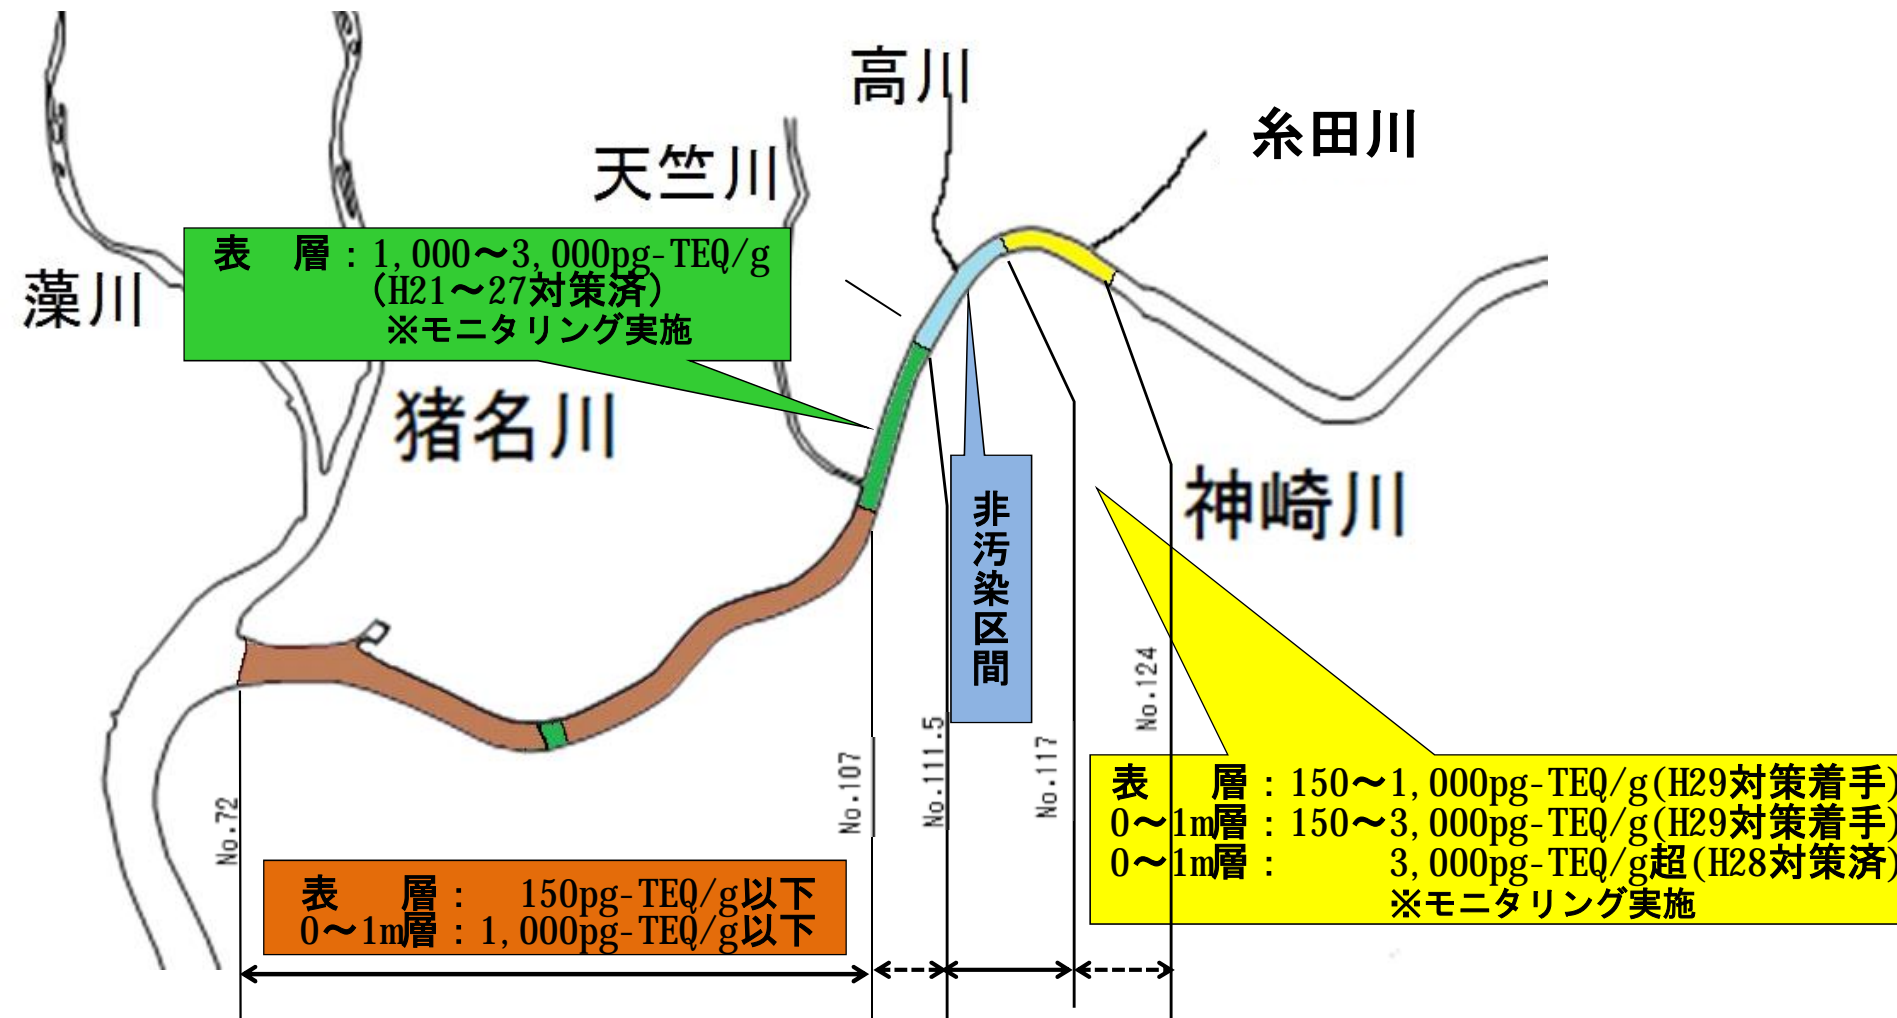 高川
糸田川
天竺川
表　層：1,000～3,000pg-TEQ/g
(H21～27対策済)
※モニタリング実施
藻川
猪名川
神崎川
非汚染区間
No.72
No.107
No.111.5
No.117
No.124
表　層：150～1,000pg-TEQ/g(H29対策着手)
0～1m層：150～3,000pg-TEQ/g(H29対策着手)
0～1m層：　3,000pg-TEQ/g超(H28対策済)
※モニタリング実施
表　層：　150pg-TEQ/g以下
0～1m層：1,000pg-TEQ/g以下